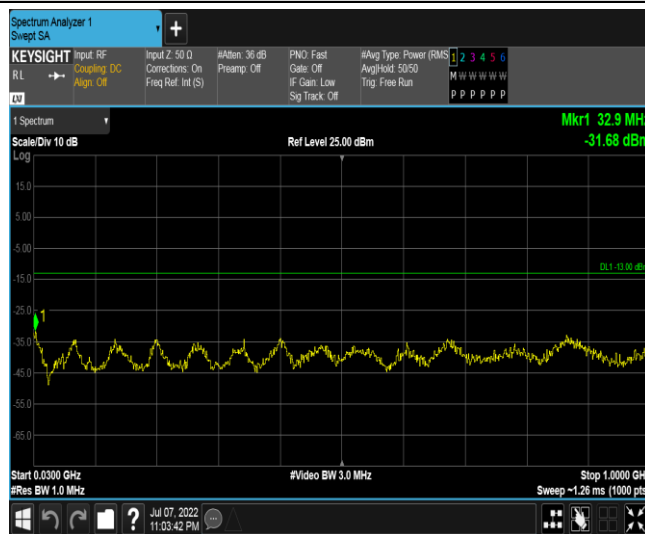 Spectrum Analyzer 1
Swept SA
+
KEYSIGHT
RL
LXI
Input: RF
Coupling: DC
Align: Off
Input Z: 50 Ω
Corrections: On
Freq Ref: Int (S)
#Atten: 36 dB
Preamp: Off
PNO: Fast
Gate: Off
IF Gain: Low
Sig Track: Off
#Avg Type: Power (RMS
Avg|Hold: 50/50
Trig: Free Run
1 2 3 4 5 6
M W W W W W
P P P P P P
1 Spectrum
Mkr1 32.9 MH
Scale/Div 10 dB
Ref Level 25.00 dBm
-31.68 dBm
Log
15.0
5.00
-5.00
DL1 -13.00 dB
-15.0
-25.0
1
-35.0
-45.0
-55.0
-65.0
Start 0.0300 GHz
#Video BW 3.0 MHz
Stop 1.0000 GH
#Res BW 1.0 MHz
Sweep ~1.26 ms (1000 pts
?
Jul 07, 2022
11:03:42 PM